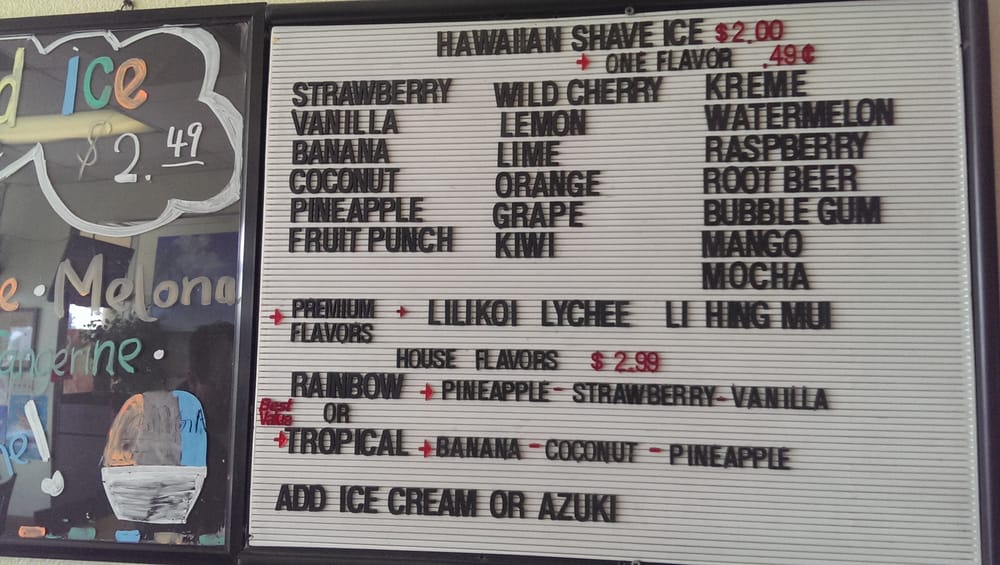 ice
$2.49
Melona
angerine.
HAWAIIAN SHAVE ICE $2.00
ONE FLAVOR .49¢
STRAWBERRY WILD CHERRY KREME
VANILLA LEMON WATERMELON
BANANA LIME RASPBERRY
COCONUT ORANGE ROOT BEER
PINEAPPLE GRAPE BUBBLE GUM
FRUIT PUNCH KIWI MANGO
MOCHA
PREMIUM LILIKOI LYCHEE LI HING MUI
FLAVORS
HOUSE FLAVORS $2.99
RAINBOW PINEAPPLE - STRAWBERRY - VANILLA
Best Value OR
TROPICAL BANANA - COCONUT - PINEAPPLE
ADD ICE CREAM OR AZUKI